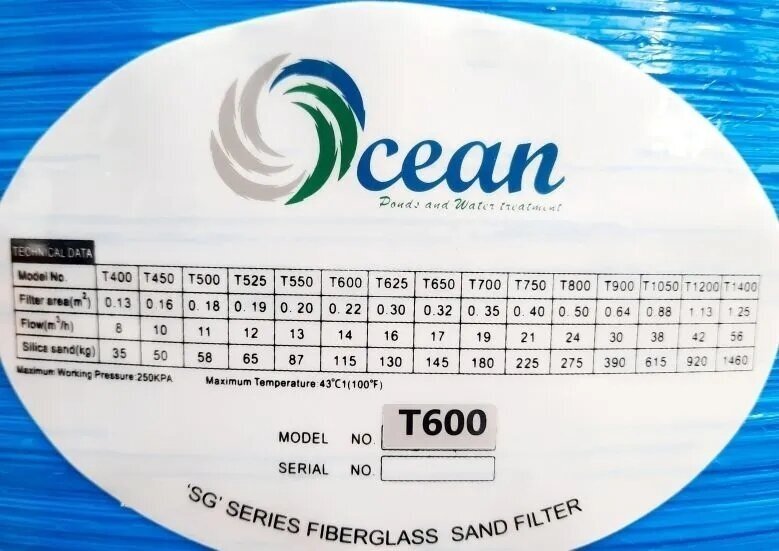 Ocean
Ponds and Water treatment
TECHNICAL DATA
Model No. T400 T450 T500 T525 T550 T600 T625 T650 T700 T750 T800 T900 T1050 T1200 T1400
Filter area(m²) 0.13 0.16 0.18 0.19 0.20 0.22 0.30 0.32 0.35 0.40 0.50 0.64 0.88 1.13 1.25
Flow(m³/h) 8 10 11 12 13 14 16 17 19 21 24 30 38 42 56
Silica sand(kg) 35 50 58 65 87 115 130 145 180 225 275 390 615 920 1460
Maximum Working Pressure:250KPA Maximum Temperature:43℃1(100°F)
MODEL NO. T600
SERIAL NO.
'SG' SERIES FIBERGLASS SAND FILTER